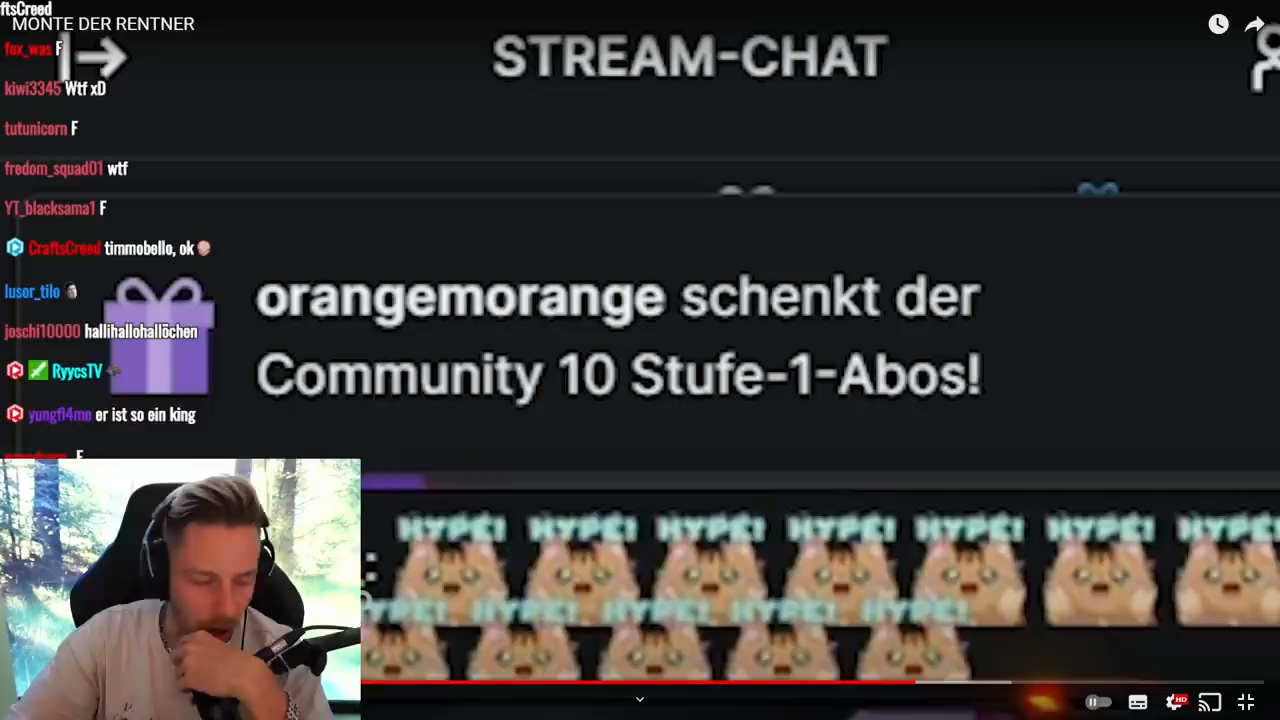 ftsCreed
MONTE DER RENTNER
fox_was F
STREAM-CHAT
kiwi3345 Wtf xD
tutunicorn F
fredom_squad01 wtf
YT_blacksama1 F
CraftsCreed timmobello, ok
lusor_tilo
orangemorange schenkt der
Community 10 Stufe-1-Abos!
joschi10000 hallihallohallöchen
RyycsTV
yungfl4me er ist so ein king
F
HYPE! HYPE! HYPE! HYPE! HYPE! HYPE! HYPE!
HYPE! HYPE! HYPE! HYPE! HYPE!
HD